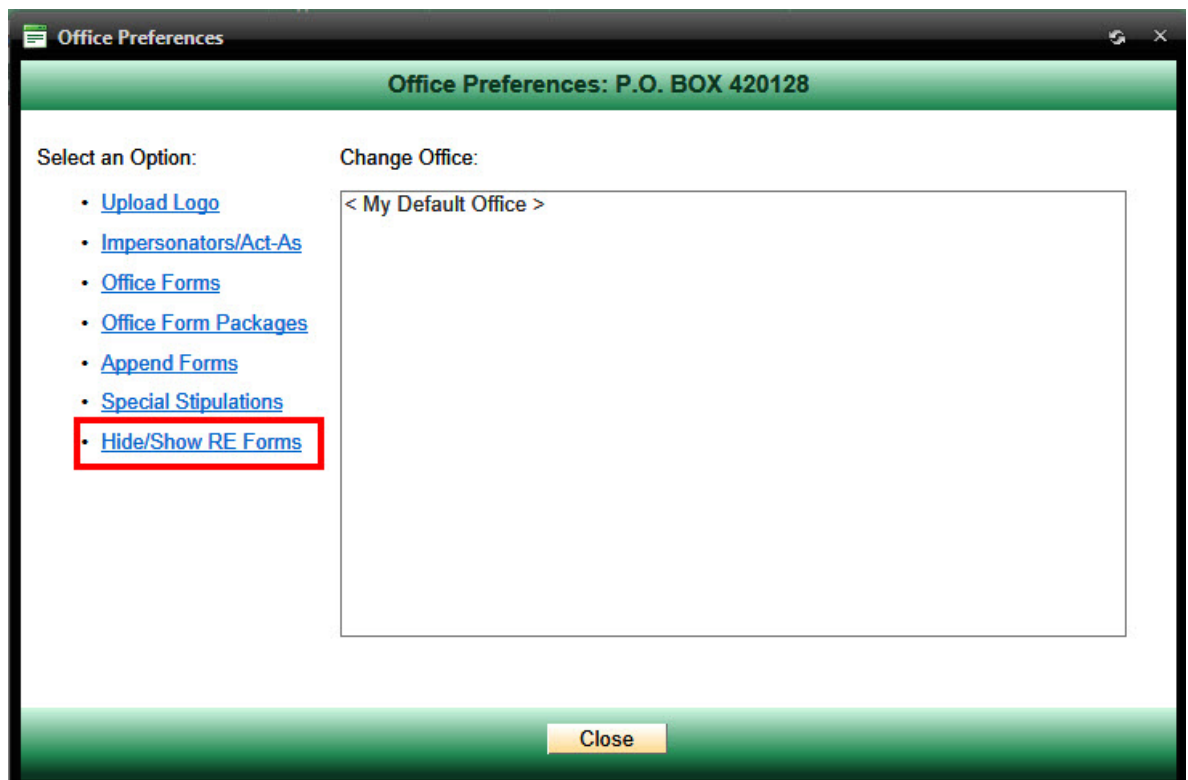 Office Preferences
Office Preferences: P.O. BOX 420128
Select an Option:
Change Office:
• Upload Logo
< My Default Office >
• Impersonators/Act-As
• Office Forms
• Office Form Packages
• Append Forms
• Special Stipulations
• Hide/Show RE Forms
Close